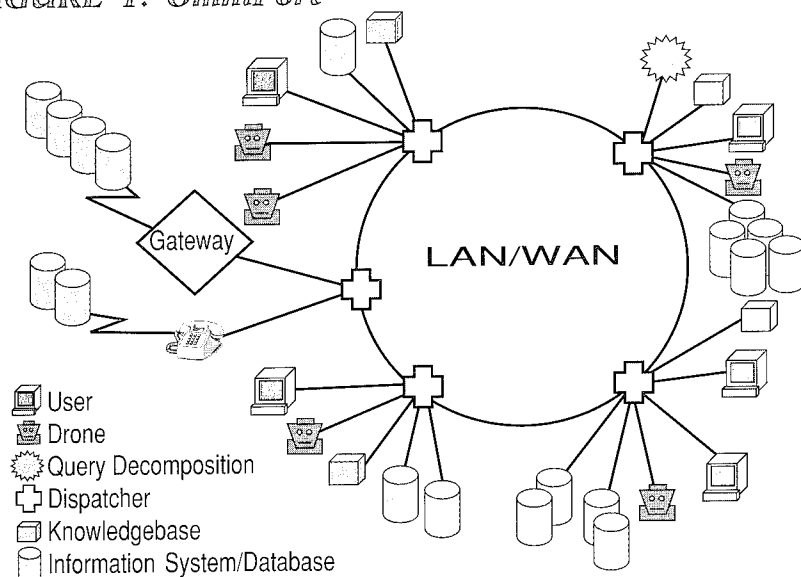 Gateway
LAN/WAN
User
Drone
Query Decomposition
Dispatcher
Knowledgebase
Information System/Database